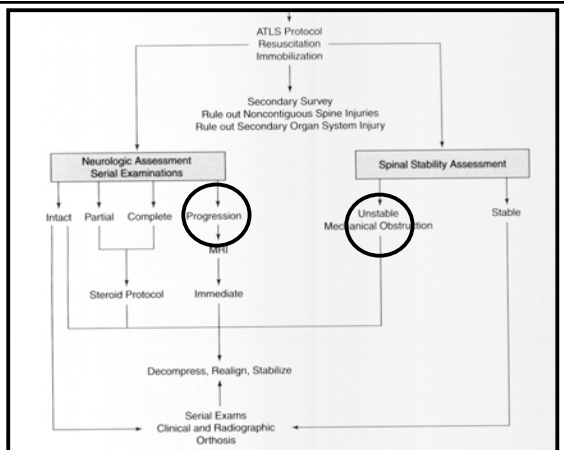 ATLS Protocol
Resuscitation
Immobilization
Secondary Survey
Rule out Noncontiguous Spine Injuries
Rule out Secondary Organ System Injury
Neurologic Assessment
Serial Examinations
Spinal Stability Assessment
Intact Partial Complete Progression
Unstable
Mechanical Obstruction
Stable
MRI
Steroid Protocol Immediate
Decompress, Realign, Stabilize
Serial Exams
Clinical and Radiographic
Orthosis